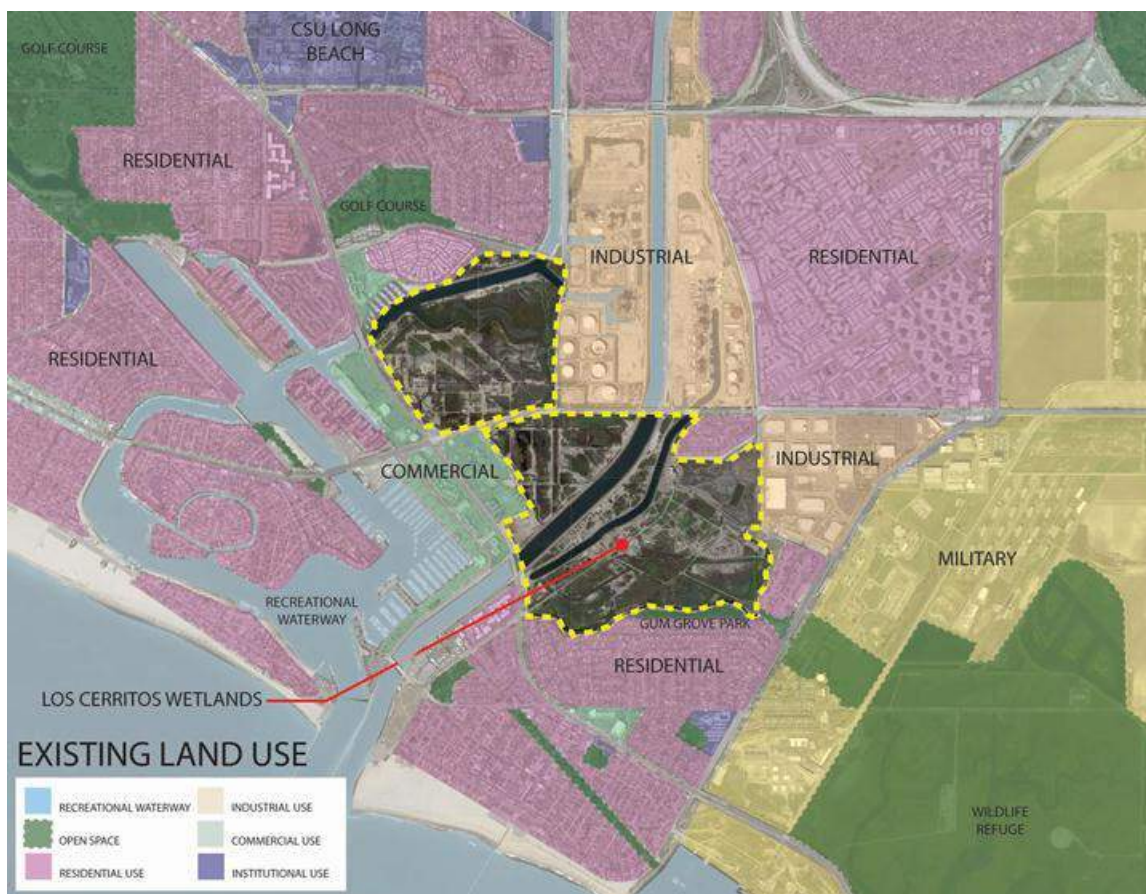 CSU LONG
BEACH
GOLF COURSE
RESIDENTIAL
GOLF COURSE
INDUSTRIAL
RESIDENTIAL
RESIDENTIAL
COMMERCIAL
INDUSTRIAL
MILITARY
RECREATIONAL
WATERWAY
GUM GROVE PARK
RESIDENTIAL
LOS CERRITOS WETLANDS
WILDLIFE
REFUGE
EXISTING LAND USE
RECREATIONAL WATERWAY
INDUSTRIAL USE
OPEN SPACE
COMMERCIAL USE
RESIDENTIAL USE
INSTITUTIONAL USE